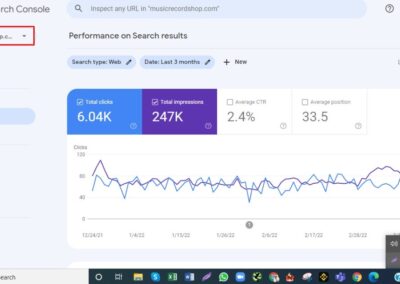 rch Console
Inspect any URL in "musicrecordshop.com"
p.c...
Performance on Search results
Search type: Web
Date: Last 3 months
+ New
Total clicks
6.04K
Total impressions
247K
Average CTR
2.4%
Average position
33.5
Clicks
120
80
40
0
12/24/21
1/4/22
1/15/22
1/26/22
2/6/22
2/17/22
2/28/22
3/
Search